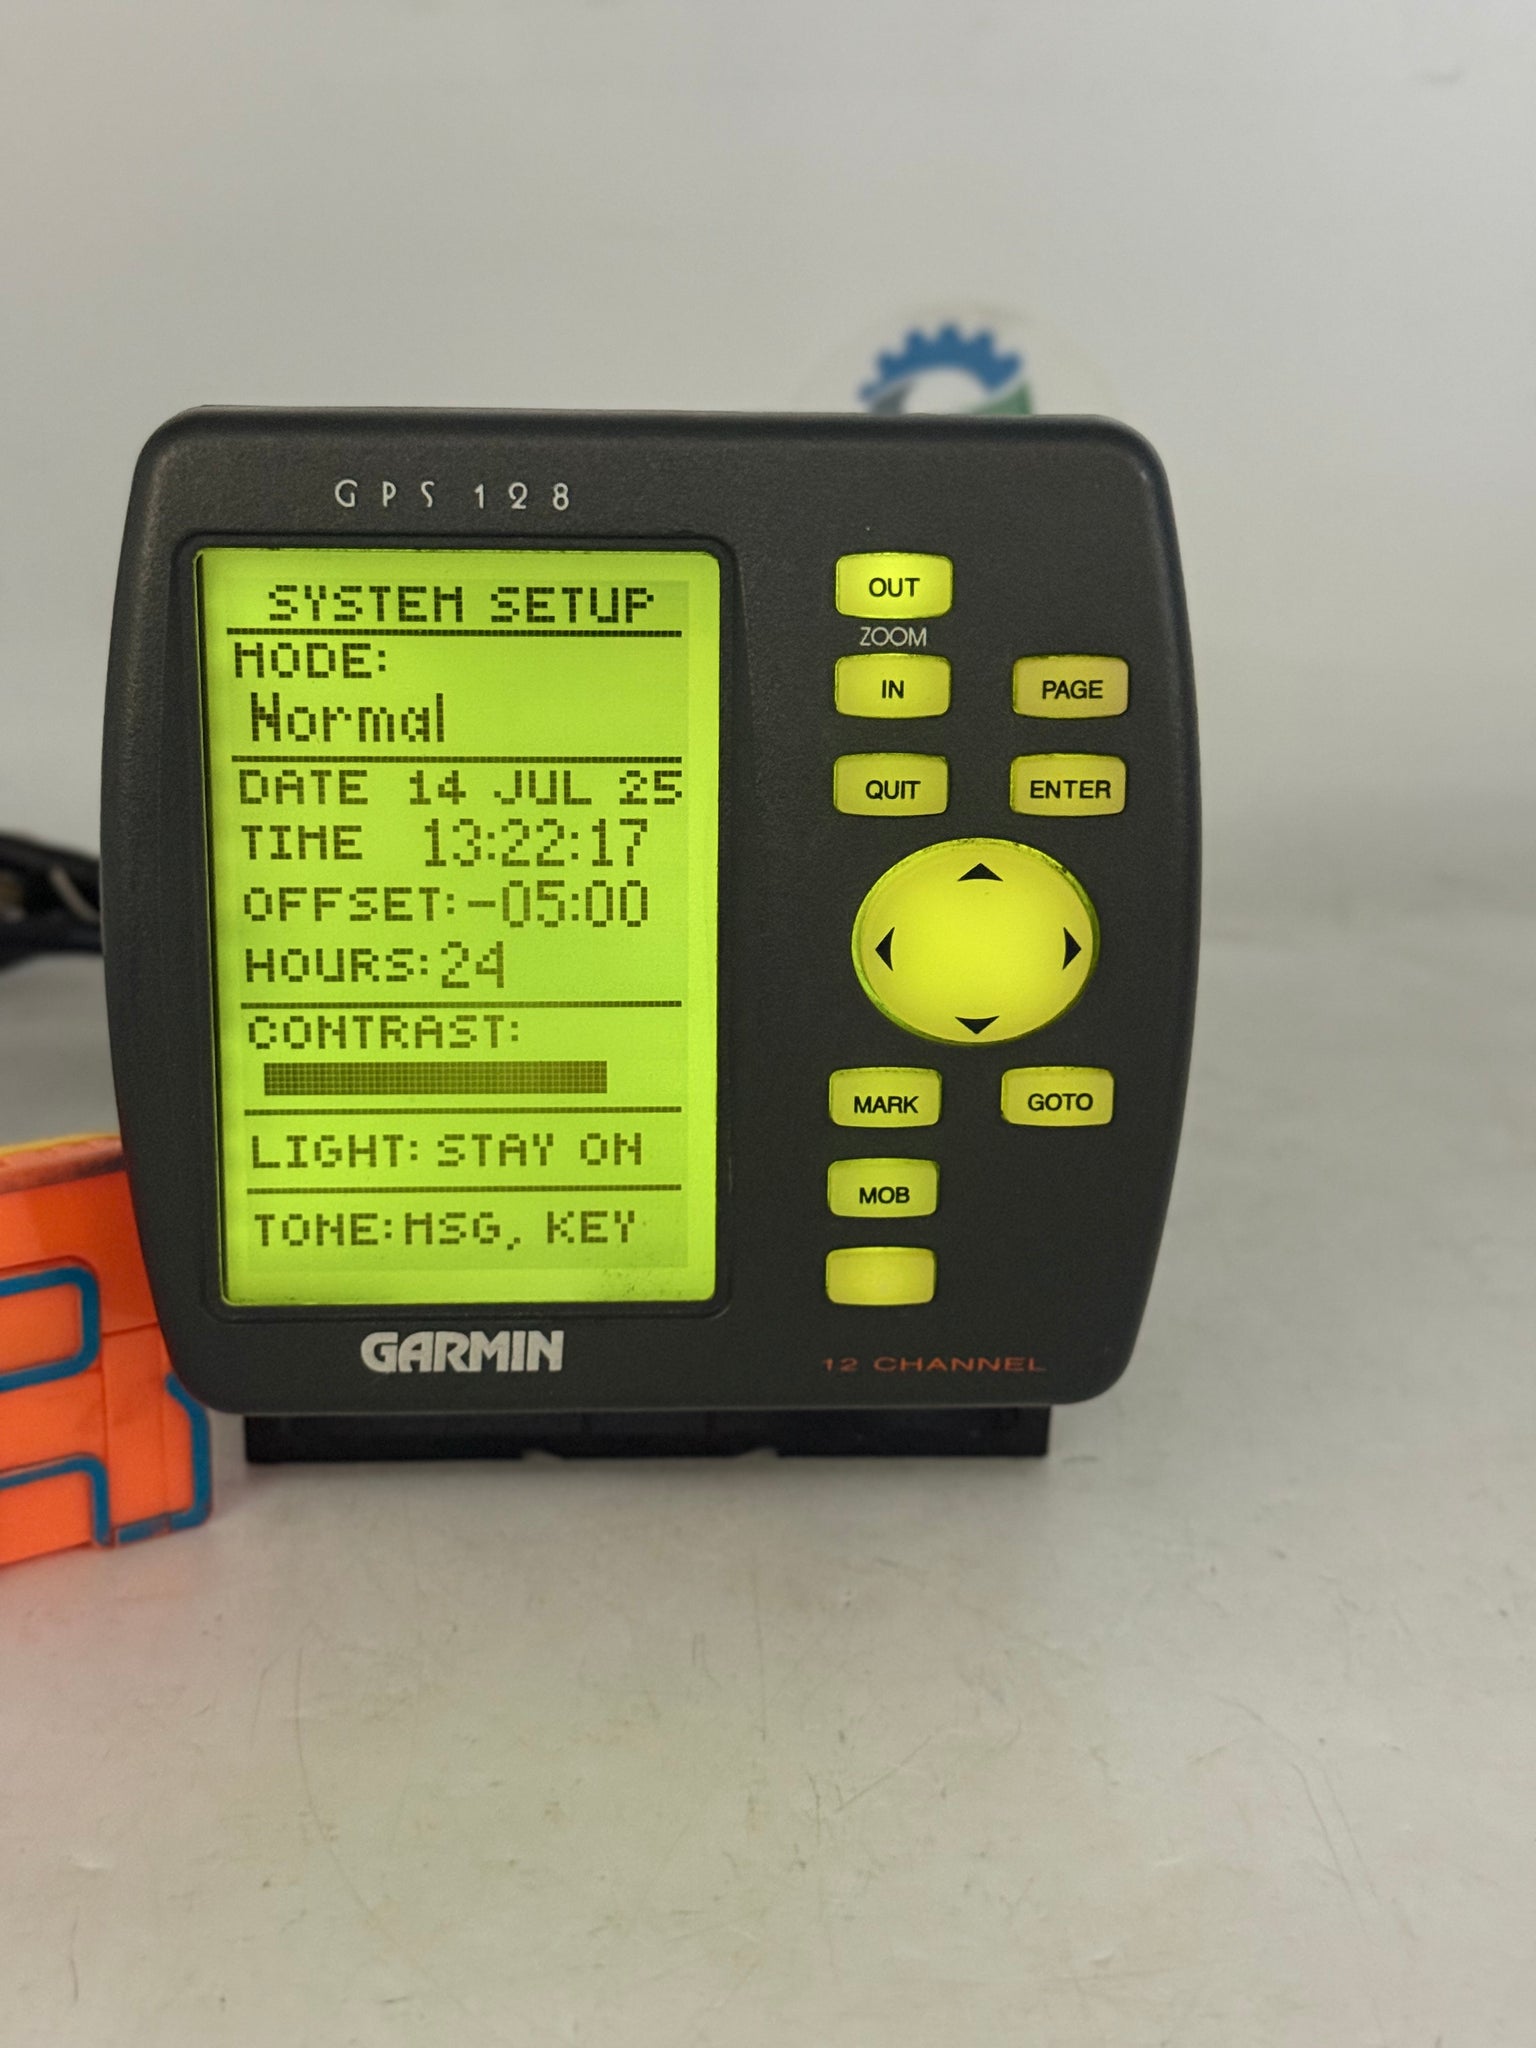 GPS 128
SYSTEM SETUP
MODE:
Normal
DATE 14 JUL 25
TIME 13:22:17
OFFSET:-05:00
HOURS:24
CONTRAST:
LIGHT: STAY ON
TONE:MSG, KEY
GARMIN
OUT
ZOOM
IN
PAGE
QUIT
ENTER
MARK
GOTO
MOB
12 CHANNEL